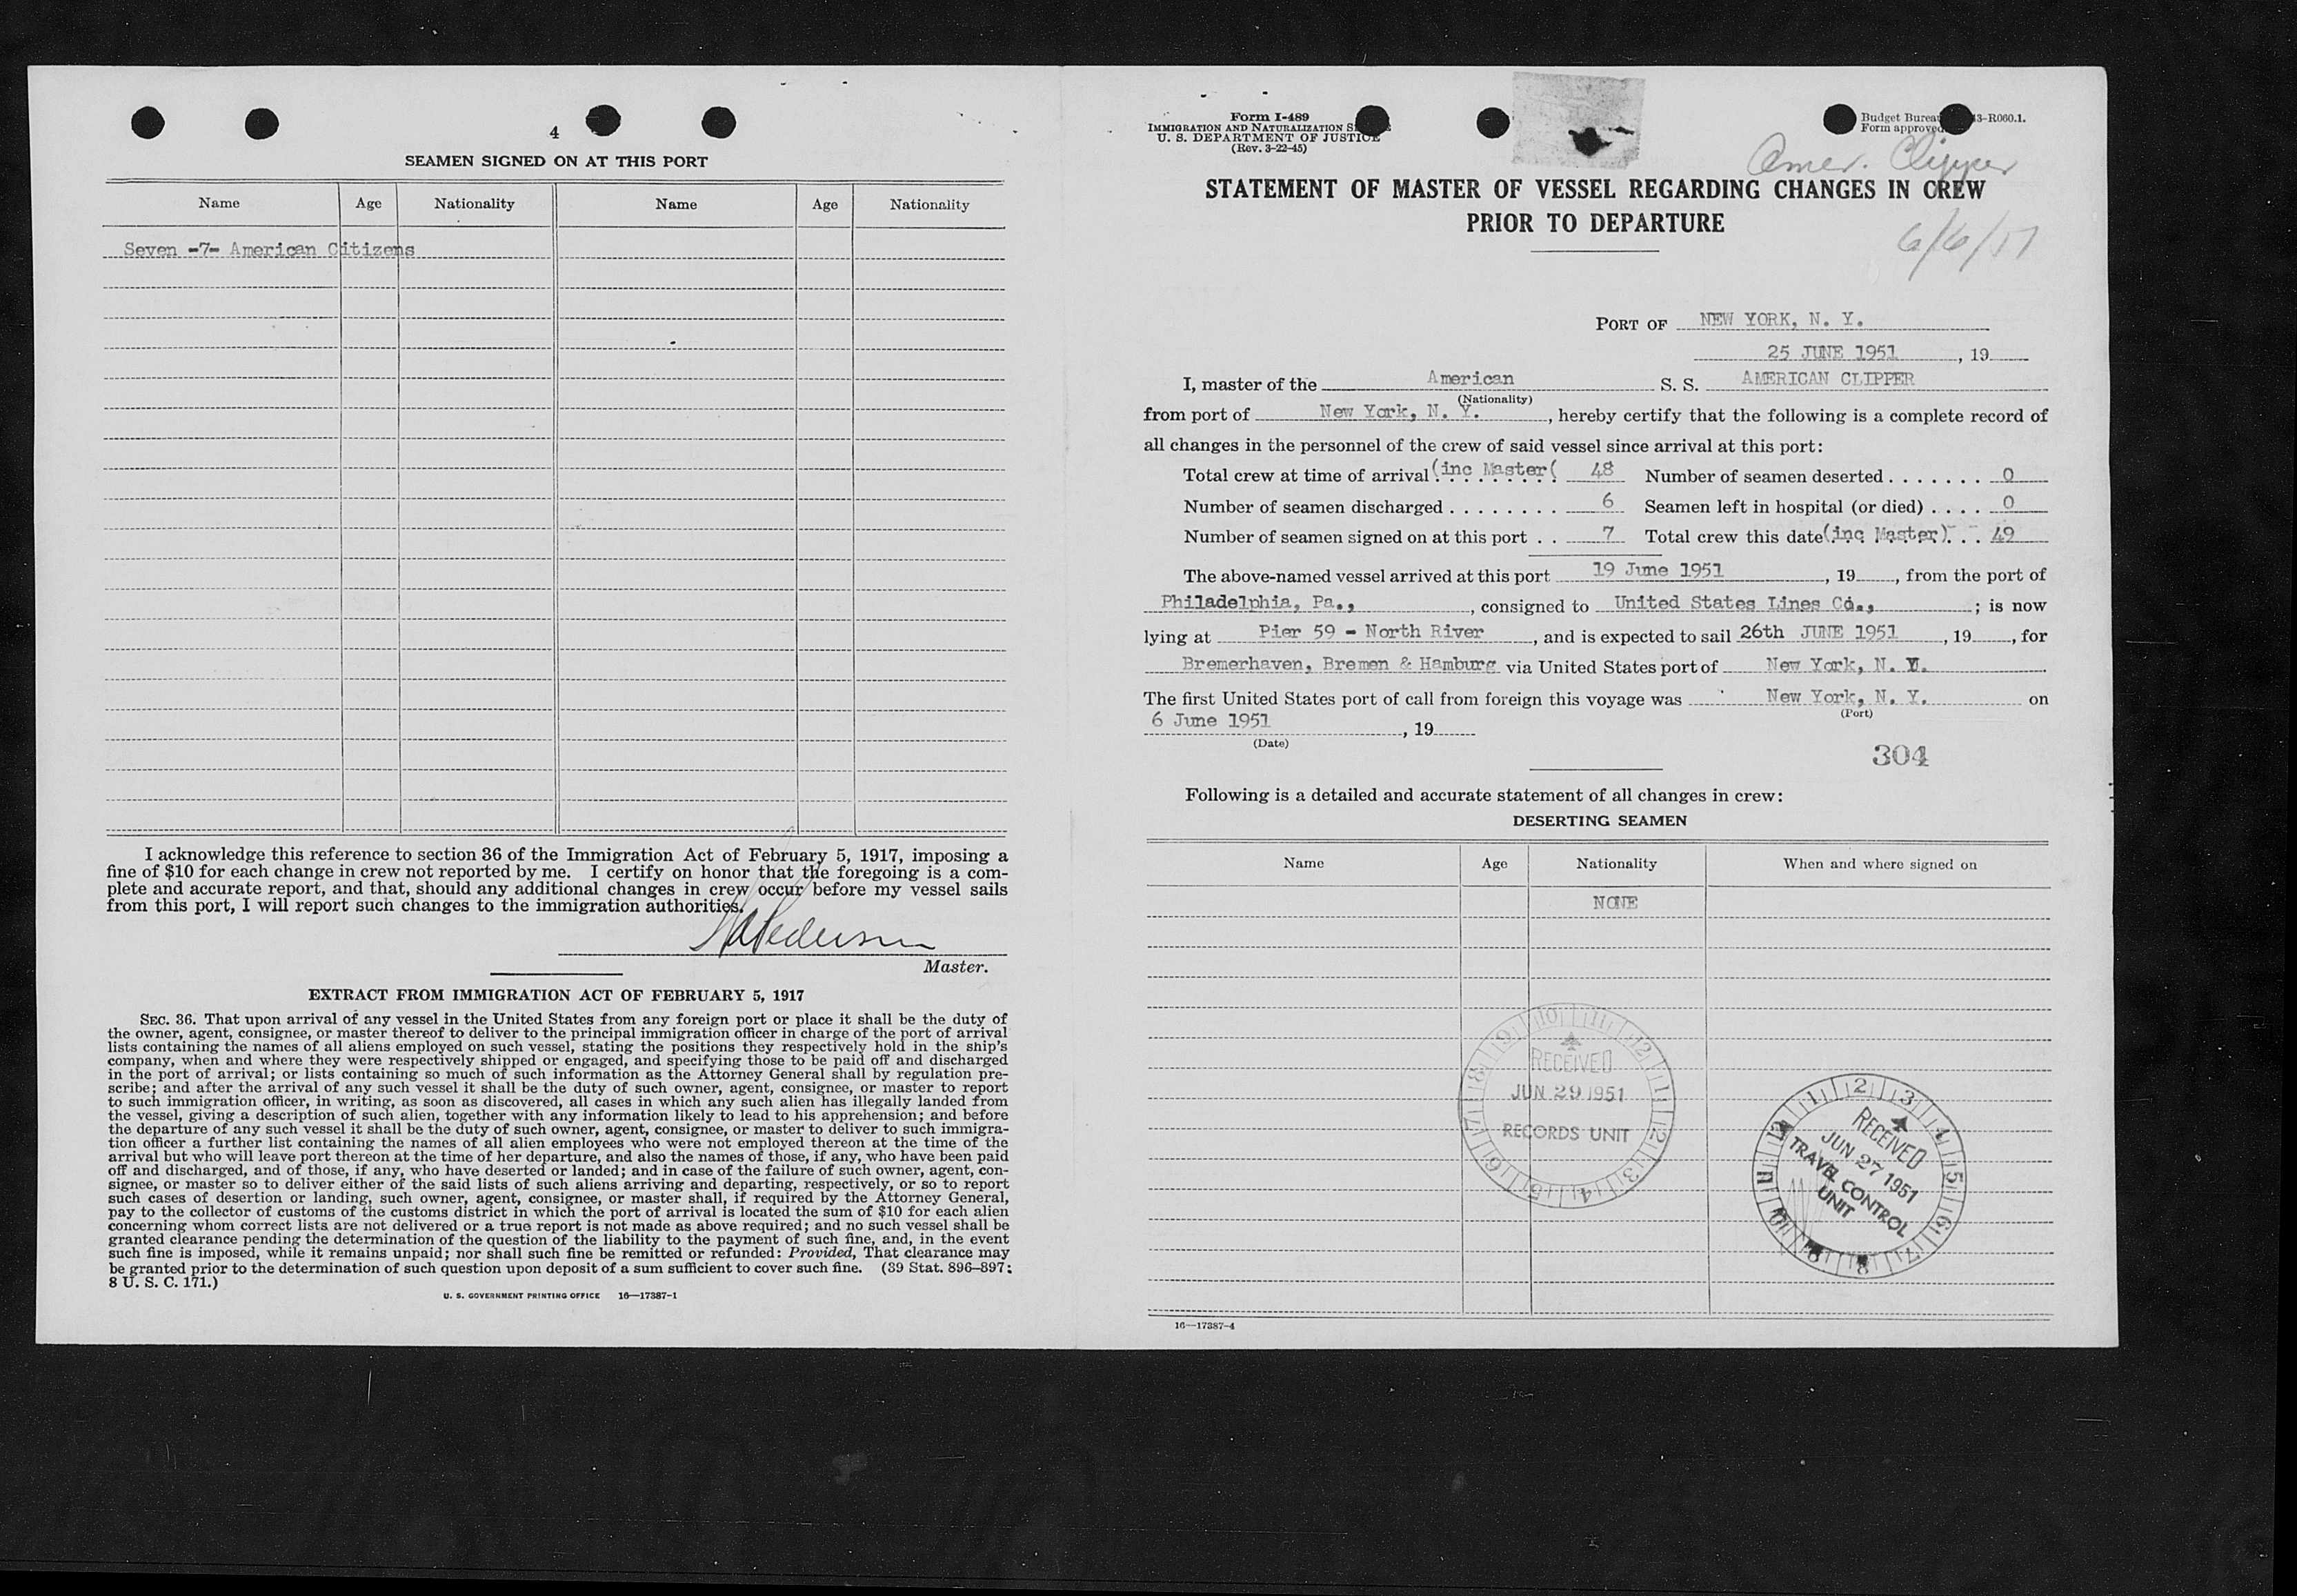 4
SEAMEN SIGNED ON AT THIS PORT
Name Age Nationality Name Age Nationality
Seven -7- American Citizens
I acknowledge this reference to section 36 of the Immigration Act of February 5, 1917, imposing a
fine of $10 for each change in crew not reported by me. I certify on honor that the foregoing is a com-
plete and accurate report, and that, should any additional changes in crew occur before my vessel sails
from this port, I will report such changes to the immigration authorities.
Master.
EXTRACT FROM IMMIGRATION ACT OF FEBRUARY 5, 1917
SEC. 36. That upon arrival of any vessel in the United States from any foreign port or place it shall be the duty of
the owner, agent, consignee, or master thereof to deliver to the principal immigration officer in charge of the port of arrival
lists containing the names of all aliens employed on such vessel, stating the positions they respectively hold in the ship's
company, when and where they were respectively shipped or engaged, and specifying those to be paid off and discharged
in the port of arrival; or lists containing so much of such information as the Attorney General shall by regulation pre-
scribe; and after the arrival of any such vessel it shall be the duty of such owner, agent, consignee, or master to report
to such immigration officer, in writing, as soon as discovered, all cases in which any such alien has illegally landed from
the vessel, giving a description of such alien, together with any information likely to lead to his apprehension; and before
the departure of any such vessel it shall be the duty of such owner, agent, consignee, or master to deliver to such immigra-
tion officer a further list containing the names of all alien employees who were not employed thereon at the time of the
arrival but who will leave port thereon at the time of her departure, and also the names of those, if any, who have been paid
off and discharged, and of those, if any, who have deserted or landed; and in case of the failure of such owner, agent, con-
signee, or master so to deliver either of the said lists of such aliens arriving and departing, respectively, or so to report
such cases of desertion or landing, such owner, agent, consignee, or master shall, if required by the Attorney General,
pay to the collector of customs of the customs district in which the port of arrival is located the sum of $10 for each alien
concerning whom correct lists are not delivered or a true report is not made as above required; and no such vessel shall be
granted clearance pending the determination of the question of the liability to the payment of such fine, and, in the event
such fine is imposed, while it remains unpaid; nor shall such fine be remitted or refunded: Provided, That clearance may
be granted prior to the determination of such question upon deposit of a sum sufficient to cover such fine. (39 Stat. 896-897;
8 U. S. C. 171.)
U. S. GOVERNMENT PRINTING OFFICE 16—17387-1
Form I-489
IMMIGRATION AND NATURALIZATION
U. S. DEPARTMENT OF JUSTICE
(Rev. 3-22-45)
Budget Bureau 43-R060.1.
Form approved
Amer. Clipper
STATEMENT OF MASTER OF VESSEL REGARDING CHANGES IN CREW
PRIOR TO DEPARTURE
PORT OF NEW YORK, N. Y.
25 JUNE 1951, 19
I, master of the American S. S. AMERICAN CLIPPER
(Nationality)
from port of New York, N. Y., hereby certify that the following is a complete record of
all changes in the personnel of the crew of said vessel since arrival at this port:
Total crew at time of arrival (inc Master( 48 Number of seamen deserted 0
Number of seamen discharged 6 Seamen left in hospital (or died) 0
Number of seamen signed on at this port 7 Total crew this date (inc Master) 49
The above-named vessel arrived at this port 19 June 1951, 19, from the port of
Philadelphia, Pa., , consigned to United States Lines Co., ; is now
lying at Pier 59 - North River, and is expected to sail 26th JUNE 1951, 19, for
Bremerhaven, Bremen & Hamburg via United States port of New York, N. Y.
The first United States port of call from foreign this voyage was New York, N. Y. on
(Port)
6 June 1951, 19
(Date)
304
Following is a detailed and accurate statement of all changes in crew:
DESERTING SEAMEN
Name Age Nationality When and where signed on
NONE
RECEIVED
JUN 29 1951
RECORDS UNIT
RECEIVED
JUN 27 1951
TRAVEL CONTROL
UNIT
16—17387-4